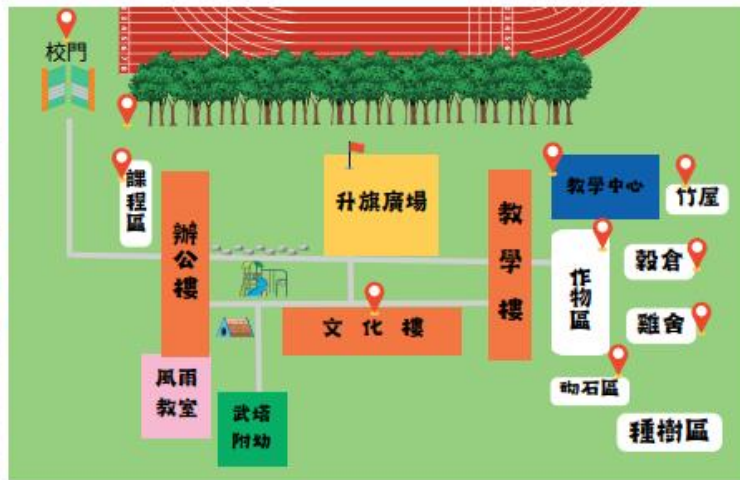 校門
課程區
辦公樓
升旗廣場
教學樓
教學中心
竹屋
作物區
穀倉
雞舍
文化樓
砌石區
種樹區
風雨
教室
武塔
附幼